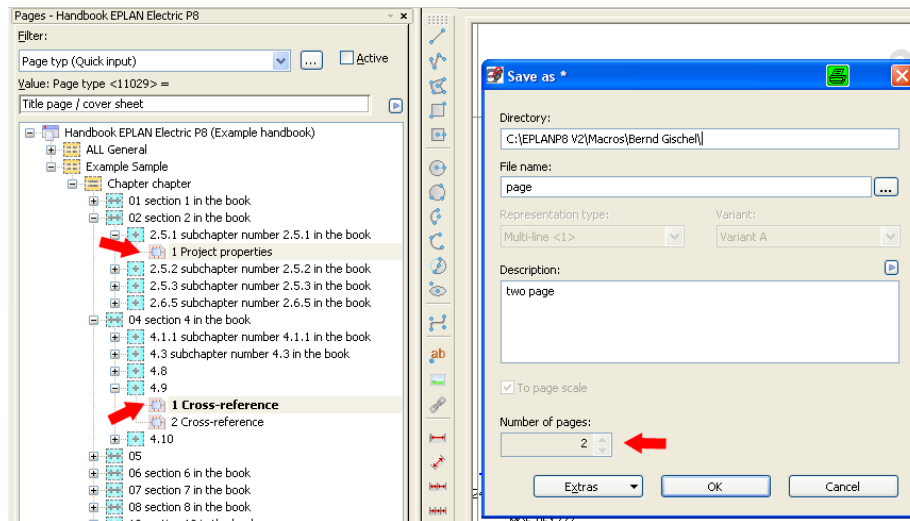 Pages - Handbook EPLAN Electric P8
Filter:
Page typ (Quick input)
...
Active
Value: Page type <11029> =
Title page / cover sheet
Handbook EPLAN Electric P8 (Example handbook)
ALL General
Example Sample
Chapter chapter
01 section 1 in the book
02 section 2 in the book
2.5.1 subchapter number 2.5.1 in the book
1 Project properties
2.5.2 subchapter number 2.5.2 in the book
2.5.3 subchapter number 2.5.3 in the book
2.6.5 subchapter number 2.6.5 in the book
04 section 4 in the book
4.1.1 subchapter number 4.1.1 in the book
4.3 subchapter number 4.3 in the book
4.8
4.9
1 Cross-reference
2 Cross-reference
4.10
05
06 section 6 in the book
07 section 7 in the book
08 section 8 in the book
ab
Save as *
Directory:
C:\EPLANP8 V2\Macros\Bernd Gischel\
File name:
page
...
Representation type:
Variant:
Multi-line <1>
Variant A
Description:
two page
To page scale
Number of pages:
2
Extras
OK
Cancel